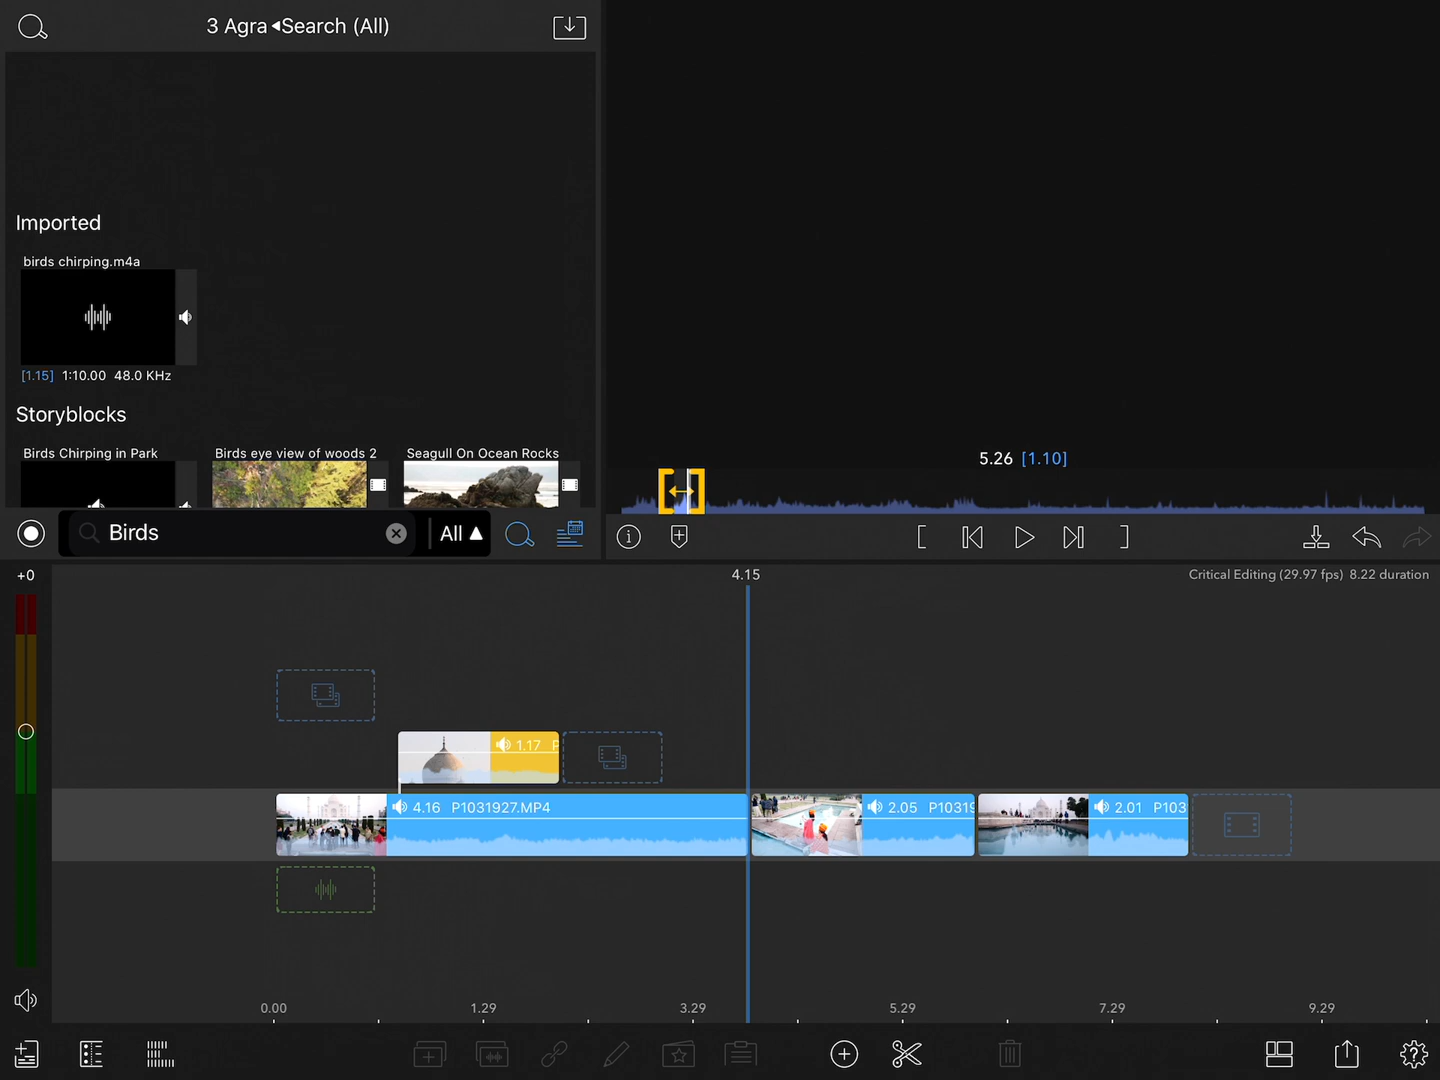 3 Agra◂Search (All)
Imported
birds chirping.m4a
[1.15] 1:10.00 48.0 KHz
Storyblocks
Birds Chirping in Park
Birds eye view of woods 2
Seagull On Ocean Rocks
5.26 [1.10]
Birds
All ▲
+0
4.15
Critical Editing (29.97 fps) 8.22 duration
1.17 P
4.16 P1031927.MP4
2.05 P10319
2.01 P103
0.00
1.29
3.29
5.29
7.29
9.29